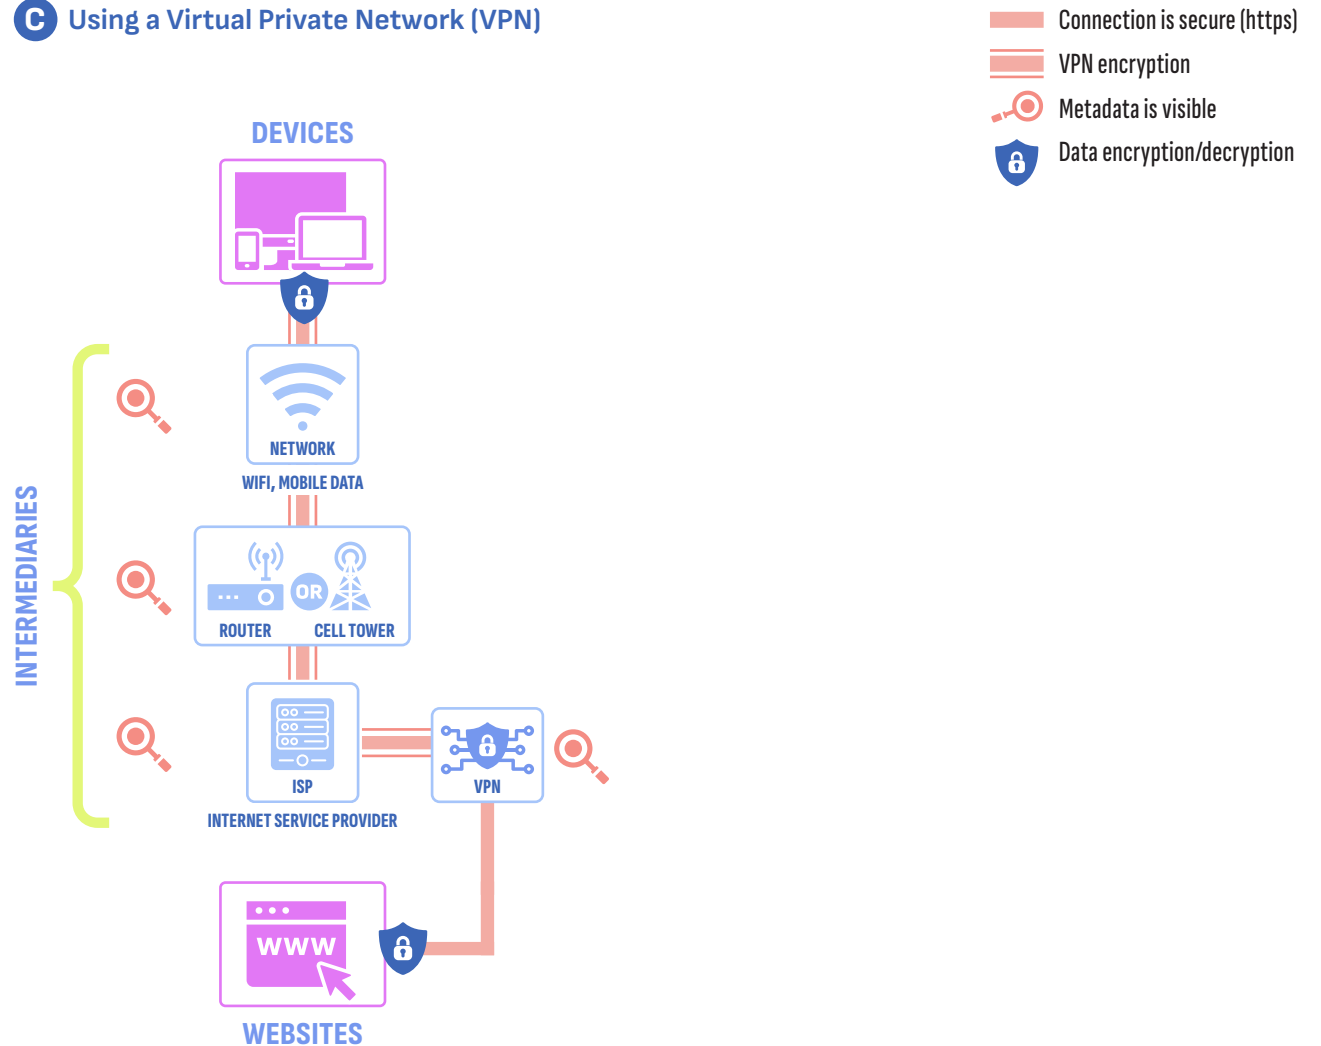 C Using a Virtual Private Network (VPN)
Connection is secure (https)
VPN encryption
Metadata is visible
Data encryption/decryption
DEVICES
NETWORK
WIFI, MOBILE DATA
INTERMEDIARIES
OR
ROUTER CELL TOWER
ISP
INTERNET SERVICE PROVIDER
VPN
www
WEBSITES